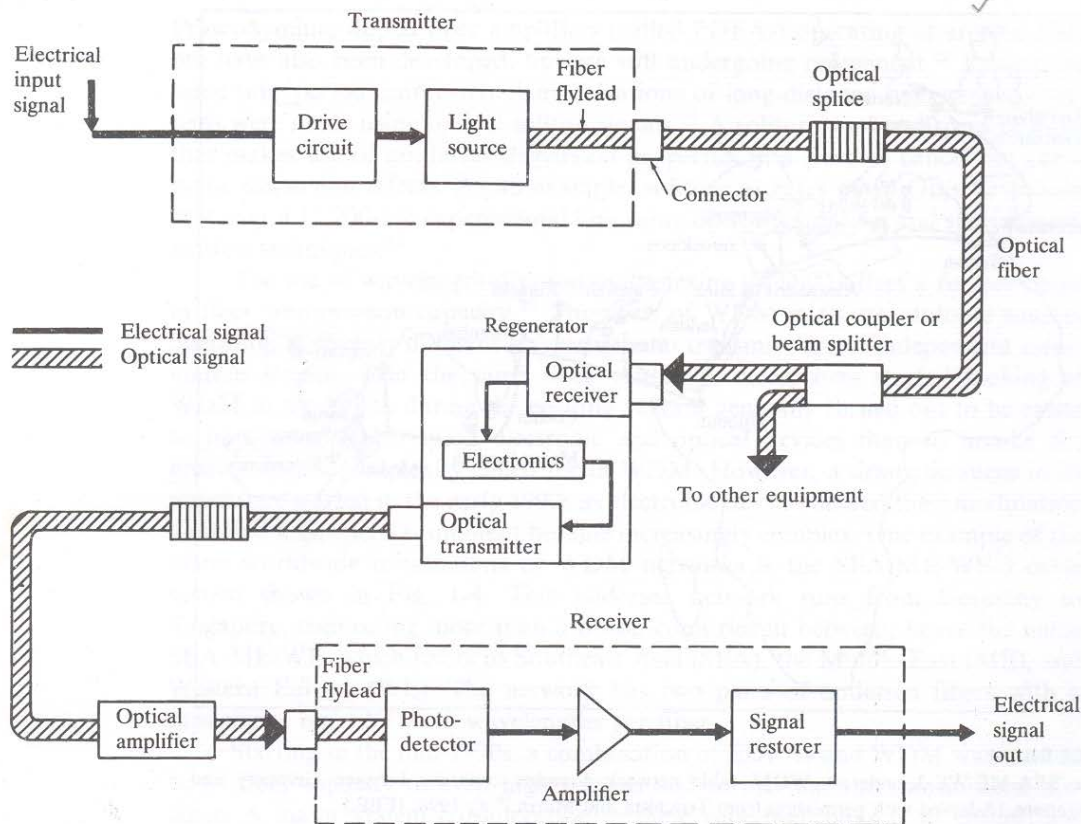 Transmitter
Electrical
input
signal
Drive
circuit
Light
source
Fiber
flylead
Connector
Optical
splice
Optical
fiber
Electrical signal
Optical signal
Regenerator
Optical
receiver
Electronics
Optical
transmitter
Optical coupler or
beam splitter
To other equipment
Receiver
Optical
amplifier
Fiber
flylead
Photo-
detector
Amplifier
Signal
restorer
Electrical
signal
out